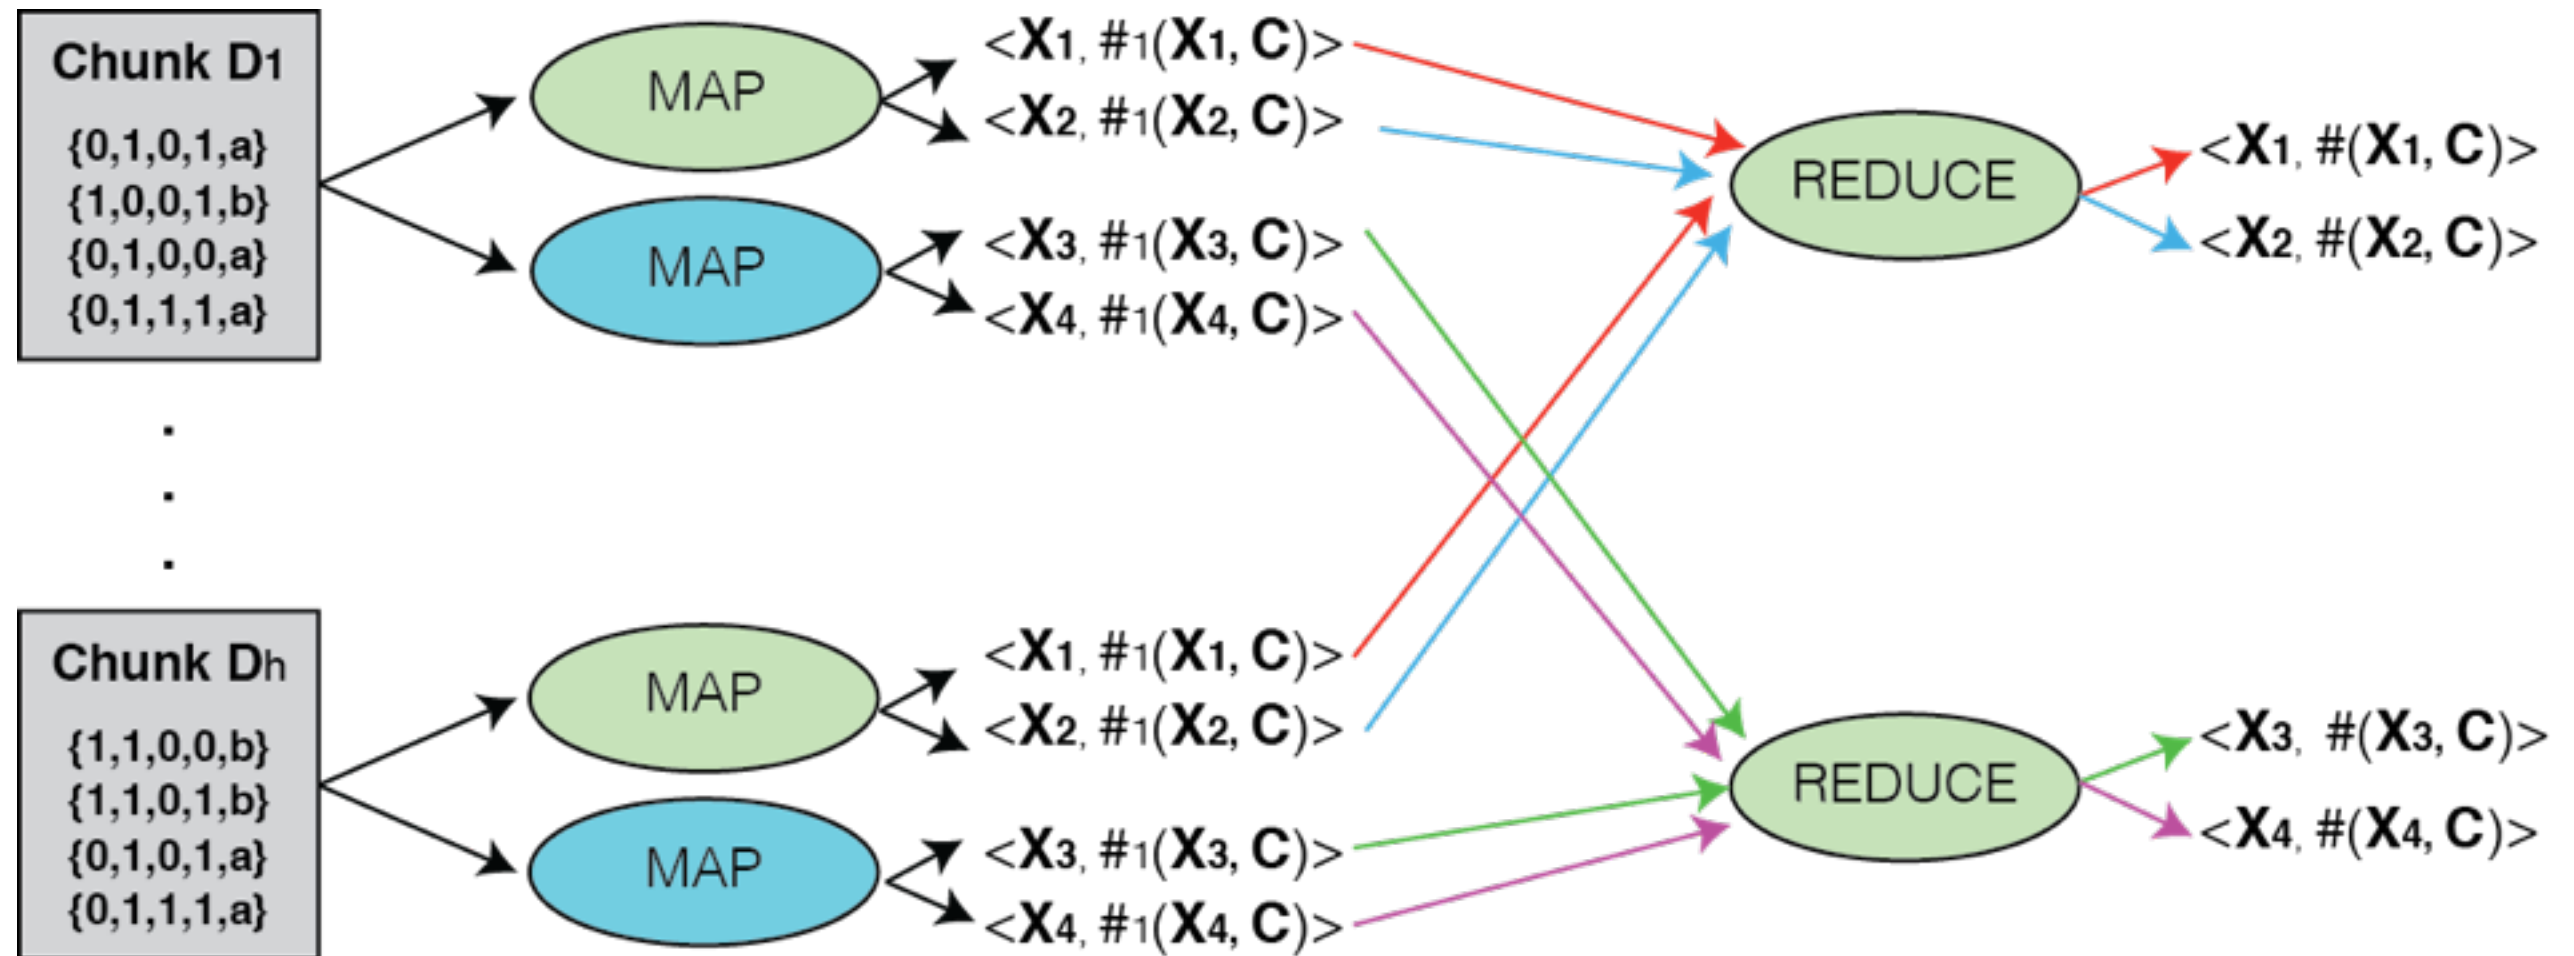 Chunk D1
{0,1,0,1,a}
{1,0,0,1,b}
{0,1,0,0,a}
{0,1,1,1,a}
MAP
MAP
<X1, #1(X1, C)>
<X2, #1(X2, C)>
<X3, #1(X3, C)>
<X4, #1(X4, C)>
REDUCE
<X1, #(X1, C)>
<X2, #(X2, C)>
.
.
.
Chunk Dh
{1,1,0,0,b}
{1,1,0,1,b}
{0,1,0,1,a}
{0,1,1,1,a}
MAP
MAP
<X1, #1(X1, C)>
<X2, #1(X2, C)>
<X3, #1(X3, C)>
<X4, #1(X4, C)>
REDUCE
<X3, #(X3, C)>
<X4, #(X4, C)>